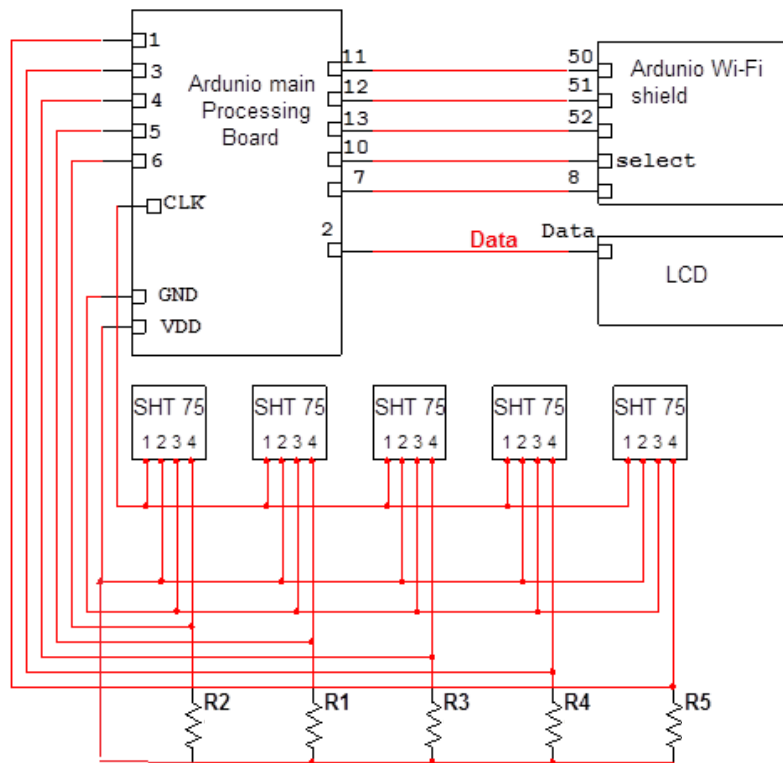 1
3
4
5
6
CLK
GND
VDD
Ardunio main
Processing
Board
11
12
13
10
7
2
50
51
52
select
8
Ardunio Wi-Fi
shield
Data
Data
LCD
SHT 75
1 2 3 4
SHT 75
1 2 3 4
SHT 75
1 2 3 4
SHT 75
1 2 3 4
SHT 75
1 2 3 4
R2
R1
R3
R4
R5